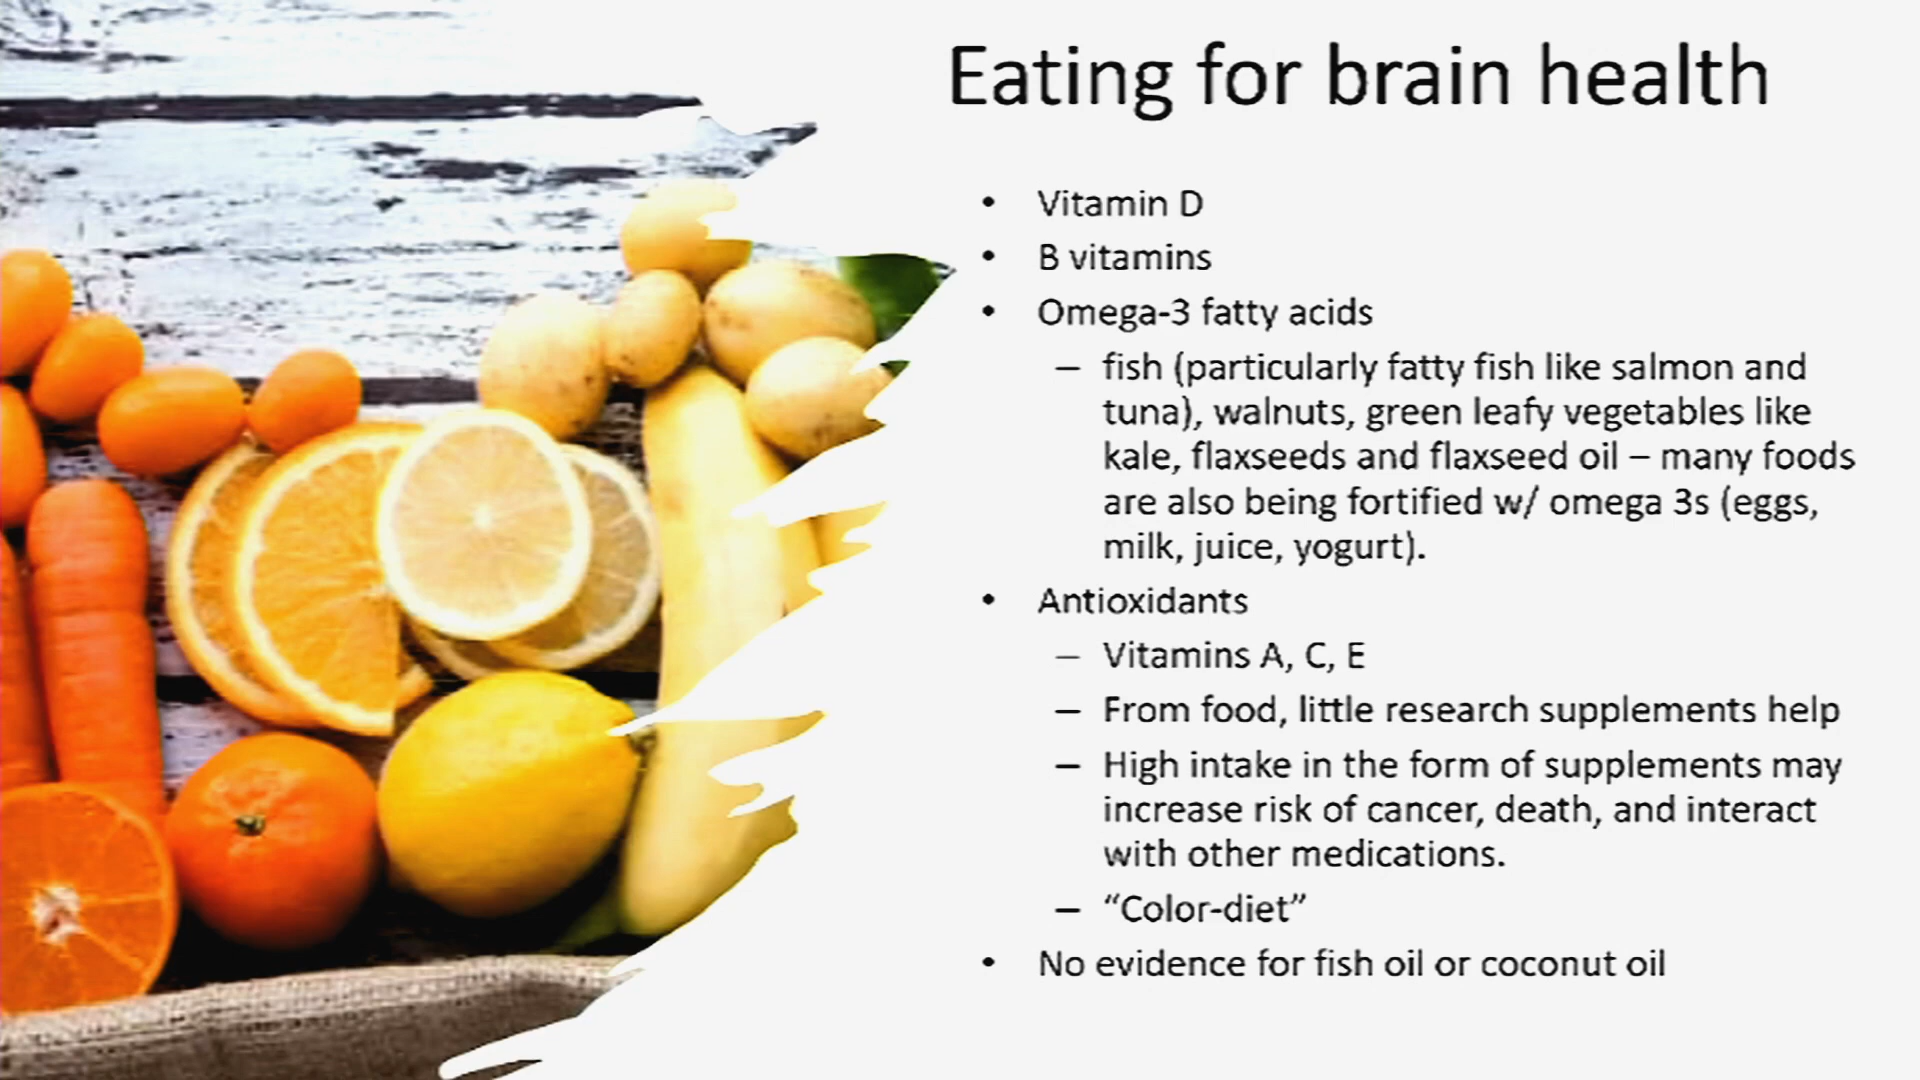 Eating for brain health
• Vitamin D
• B vitamins
• Omega-3 fatty acids
– fish (particularly fatty fish like salmon and
tuna), walnuts, green leafy vegetables like
kale, flaxseeds and flaxseed oil – many foods
are also being fortified w/ omega 3s (eggs,
milk, juice, yogurt).
• Antioxidants
– Vitamins A, C, E
– From food, little research supplements help
– High intake in the form of supplements may
increase risk of cancer, death, and interact
with other medications.
– “Color-diet”
• No evidence for fish oil or coconut oil